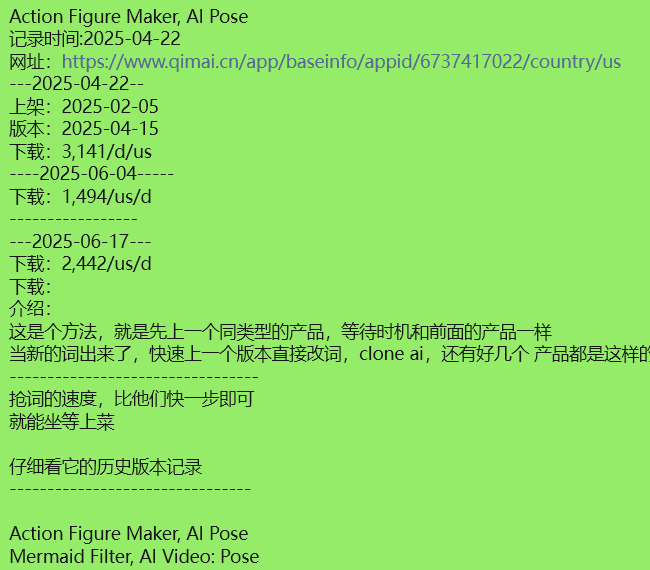 Action Figure Maker, AI Pose
记录时间:2025-04-22
网址：https://www.qimai.cn/app/baseinfo/appid/6737417022/country/us
---2025-04-22--
上架：2025-02-05
版本：2025-04-15
下载：3,141/d/us
----2025-06-04-----
下载：1,494/us/d
-----------------
---2025-06-17---
下载：2,442/us/d
下载：
介绍：
这是个方法，就是先上一个同类型的产品，等待时机和前面的产品一样
当新的词出来了，快速上一个版本直接改词，clone ai，还有好几个 产品都是这样的
---------------------------------
抢词的速度，比他们快一步即可
就能坐等上菜
仔细看它的历史版本记录
--------------------------------
Action Figure Maker, AI Pose
Mermaid Filter, AI Video: Pose